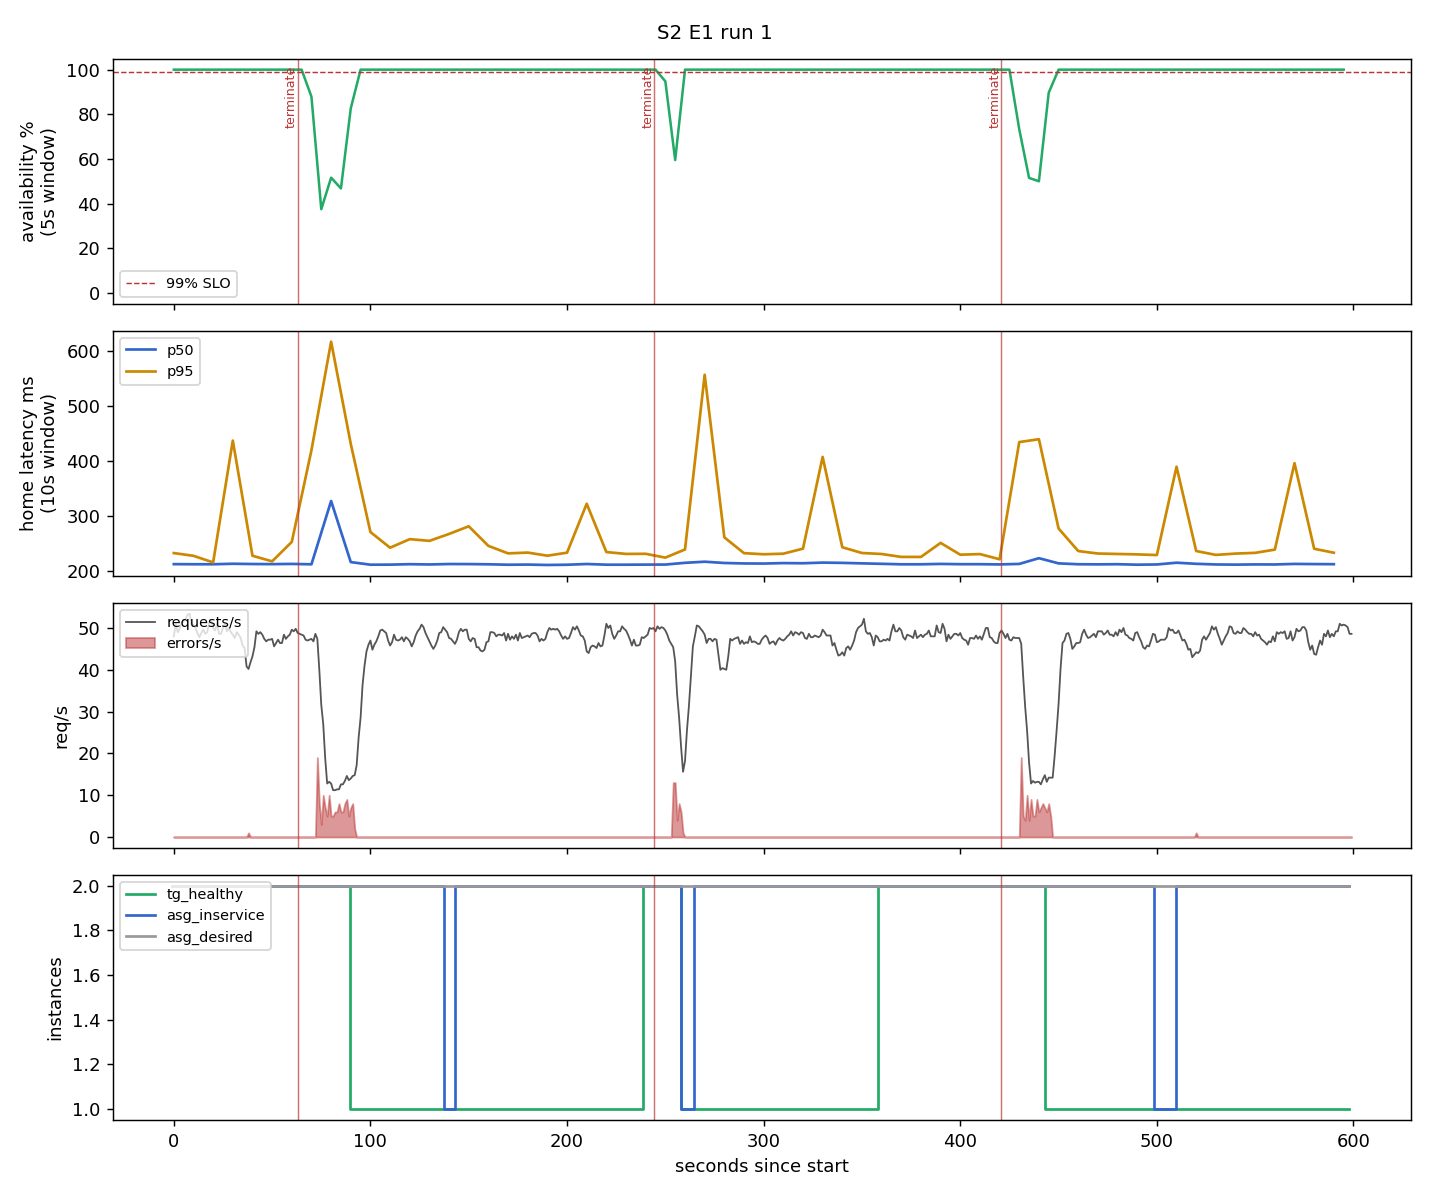 S2 E1 run 1
availability %
(5s window)
100
80
60
40
20
0
terminate
terminate
terminate
99% SLO
home latency ms
(10s window)
600
500
400
300
200
p50
p95
req/s
50
40
30
20
10
0
requests/s
errors/s
instances
2.0
1.8
1.6
1.4
1.2
1.0
tg_healthy
asg_inservice
asg_desired
0
100
200
300
400
500
600
seconds since start